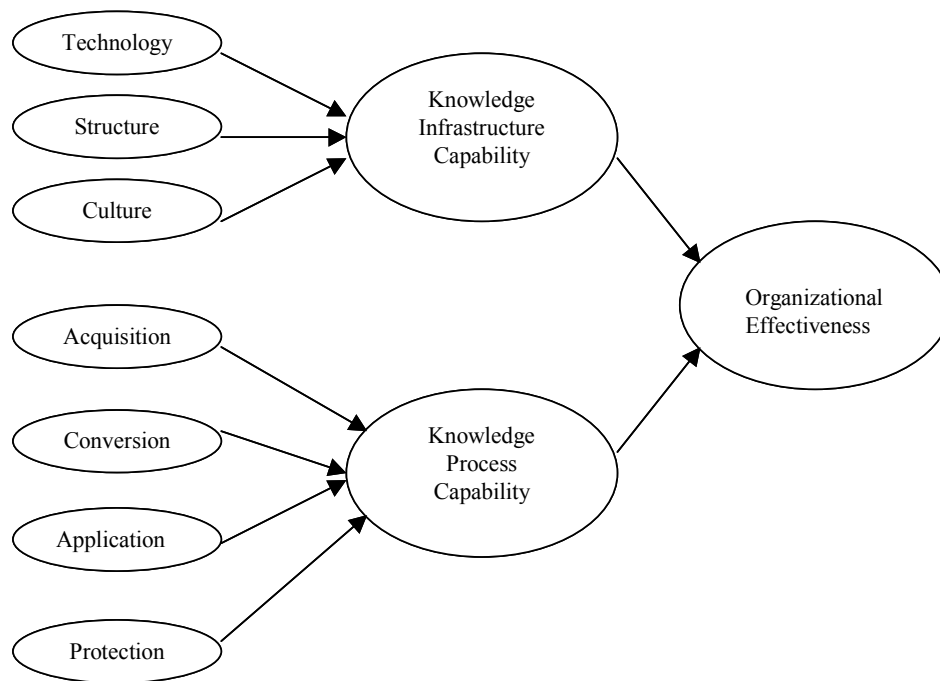 Technology
Structure
Culture
Knowledge
Infrastructure
Capability
Acquisition
Conversion
Application
Protection
Knowledge
Process
Capability
Organizational
Effectiveness